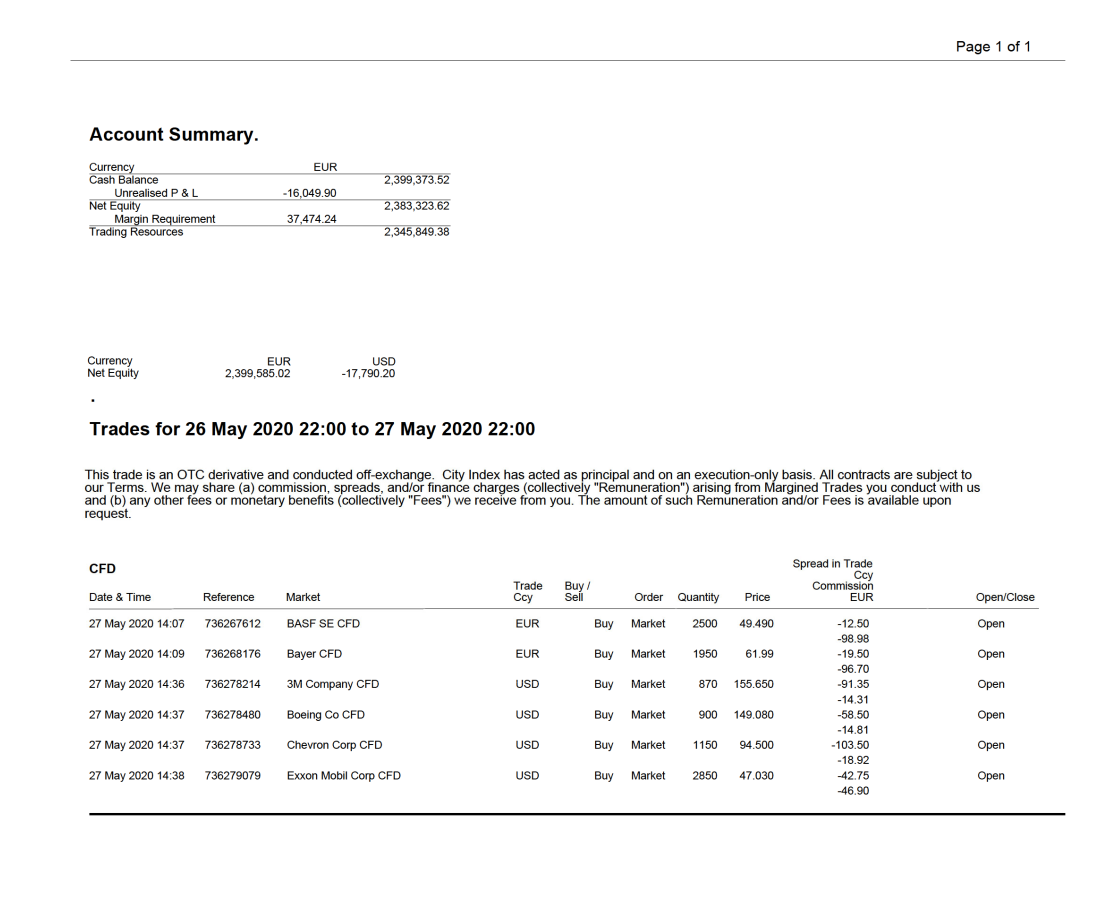 Page 1 of 1
Account Summary.
Currency EUR
Cash Balance 2,399,373.52
Unrealised P & L -16,049.90
Net Equity 2,383,323.62
Margin Requirement 37,474.24
Trading Resources 2,345,849.38
Currency EUR USD
Net Equity 2,399,585.02 -17,790.20
.
Trades for 26 May 2020 22:00 to 27 May 2020 22:00
This trade is an OTC derivative and conducted off-exchange. City Index has acted as principal and on an execution-only basis. All contracts are subject to
our Terms. We may share (a) commission, spreads, and/or finance charges (collectively "Remuneration") arising from Margined Trades you conduct with us
and (b) any other fees or monetary benefits (collectively "Fees") we receive from you. The amount of such Remuneration and/or Fees is available upon
request.
CFD
Date & Time Reference Market Trade Ccy Buy / Sell Order Quantity Price Spread in Trade Ccy Commission EUR Open/Close
27 May 2020 14:07 736267612 BASF SE CFD EUR Buy Market 2500 49.490 -12.50 Open
-98.98
27 May 2020 14:09 736268176 Bayer CFD EUR Buy Market 1950 61.99 -19.50 Open
-96.70
27 May 2020 14:36 736278214 3M Company CFD USD Buy Market 870 155.650 -91.35 Open
-14.31
27 May 2020 14:37 736278480 Boeing Co CFD USD Buy Market 900 149.080 -58.50 Open
-14.81
27 May 2020 14:37 736278733 Chevron Corp CFD USD Buy Market 1150 94.500 -103.50 Open
-18.92
27 May 2020 14:38 736279079 Exxon Mobil Corp CFD USD Buy Market 2850 47.030 -42.75 Open
-46.90